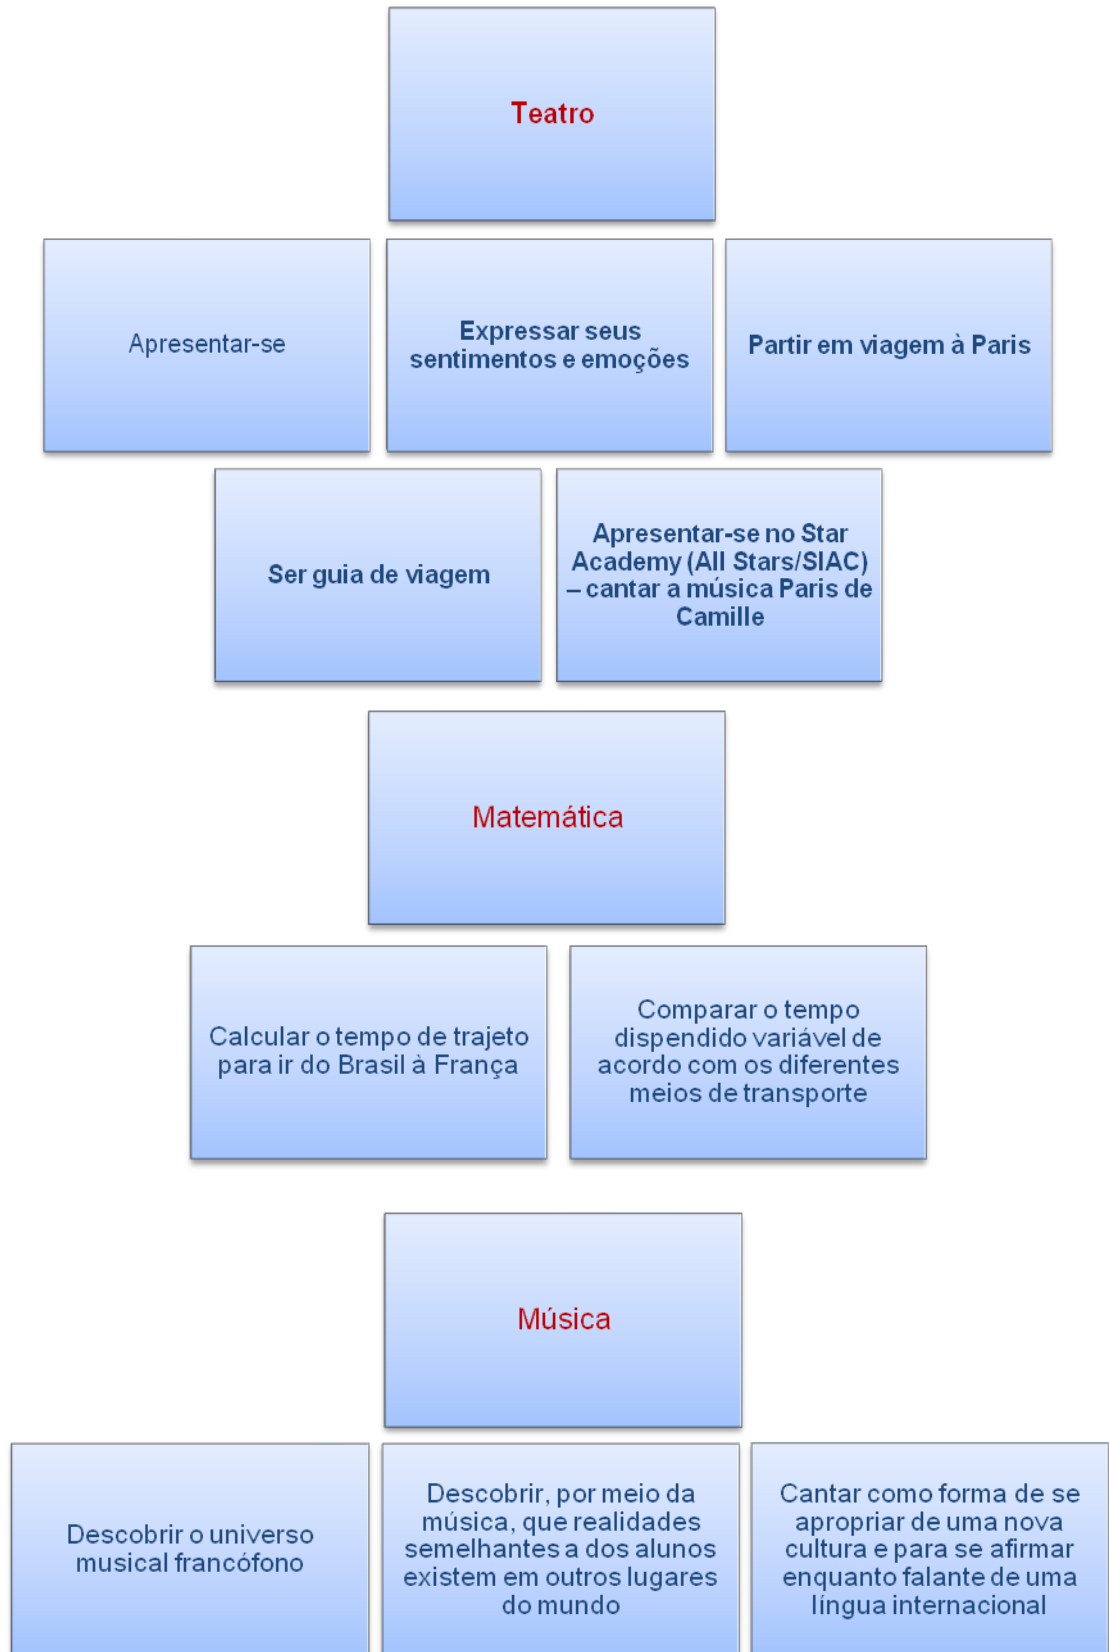 Teatro
Apresentar-se
Expressar seus
sentimentos e emoções
Partir em viagem à Paris
Ser guia de viagem
Apresentar-se no Star
Academy (All Stars/SIAC)
– cantar a música Paris de
Camille
Matemática
Calcular o tempo de trajeto
para ir do Brasil à França
Comparar o tempo
dispendido variável de
acordo com os diferentes
meios de transporte
Música
Descobrir o universo
musical francófono
Descobrir, por meio da
música, que realidades
semelhantes a dos alunos
existem em outros lugares
do mundo
Cantar como forma de se
apropriar de uma nova
cultura e para se afirmar
enquanto falante de uma
língua internacional